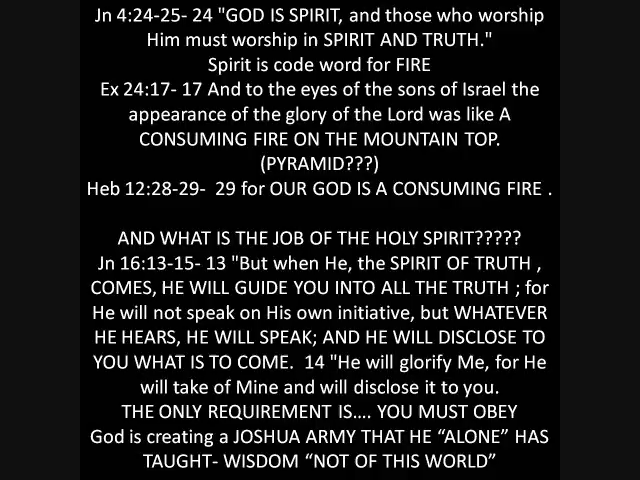 Jn 4:24-25- 24 "GOD IS SPIRIT, and those who worship
Him must worship in SPIRIT AND TRUTH."
Spirit is code word for FIRE
Ex 24:17- 17 And to the eyes of the sons of Israel the
appearance of the glory of the Lord was like A
CONSUMING FIRE ON THE MOUNTAIN TOP.
(PYRAMID???)
Heb 12:28-29-  29 for OUR GOD IS A CONSUMING FIRE .
AND WHAT IS THE JOB OF THE HOLY SPIRIT?????
Jn 16:13-15- 13 "But when He, the SPIRIT OF TRUTH ,
COMES, HE WILL GUIDE YOU INTO ALL THE TRUTH ; for
He will not speak on His own initiative, but WHATEVER
HE HEARS, HE WILL SPEAK; AND HE WILL DISCLOSE TO
YOU WHAT IS TO COME.  14 "He will glorify Me, for He
will take of Mine and will disclose it to you.
THE ONLY REQUIREMENT IS…. YOU MUST OBEY
God is creating a JOSHUA ARMY THAT HE “ALONE” HAS
TAUGHT- WISDOM “NOT OF THIS WORLD”